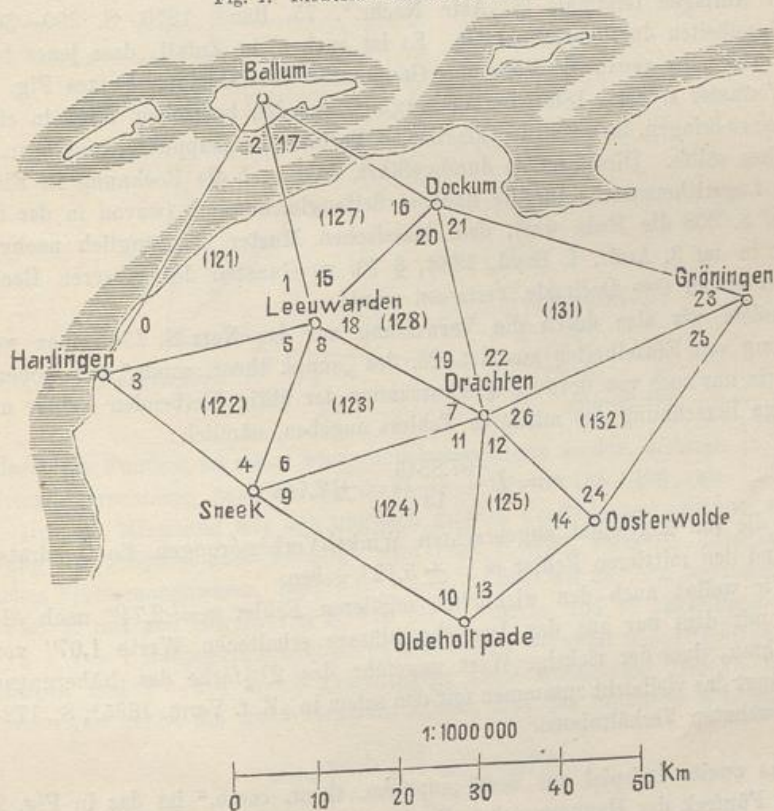 Ballum
2 17
Dockum
16
20 21
(127)
(121)
Gröningen
1 15
23
Leeuwarden
0
18 (128)
(131)
25
Harlingen
5 8
3
19 22
Drachten
(122)
(123)
7 26
(132)
11 12
4 6
Sneek
9
24
(124)
(125)
14 Oosterwolde
10 13
Oldeholtpade
1:1000 000
0 10 20 30 40 50 Km